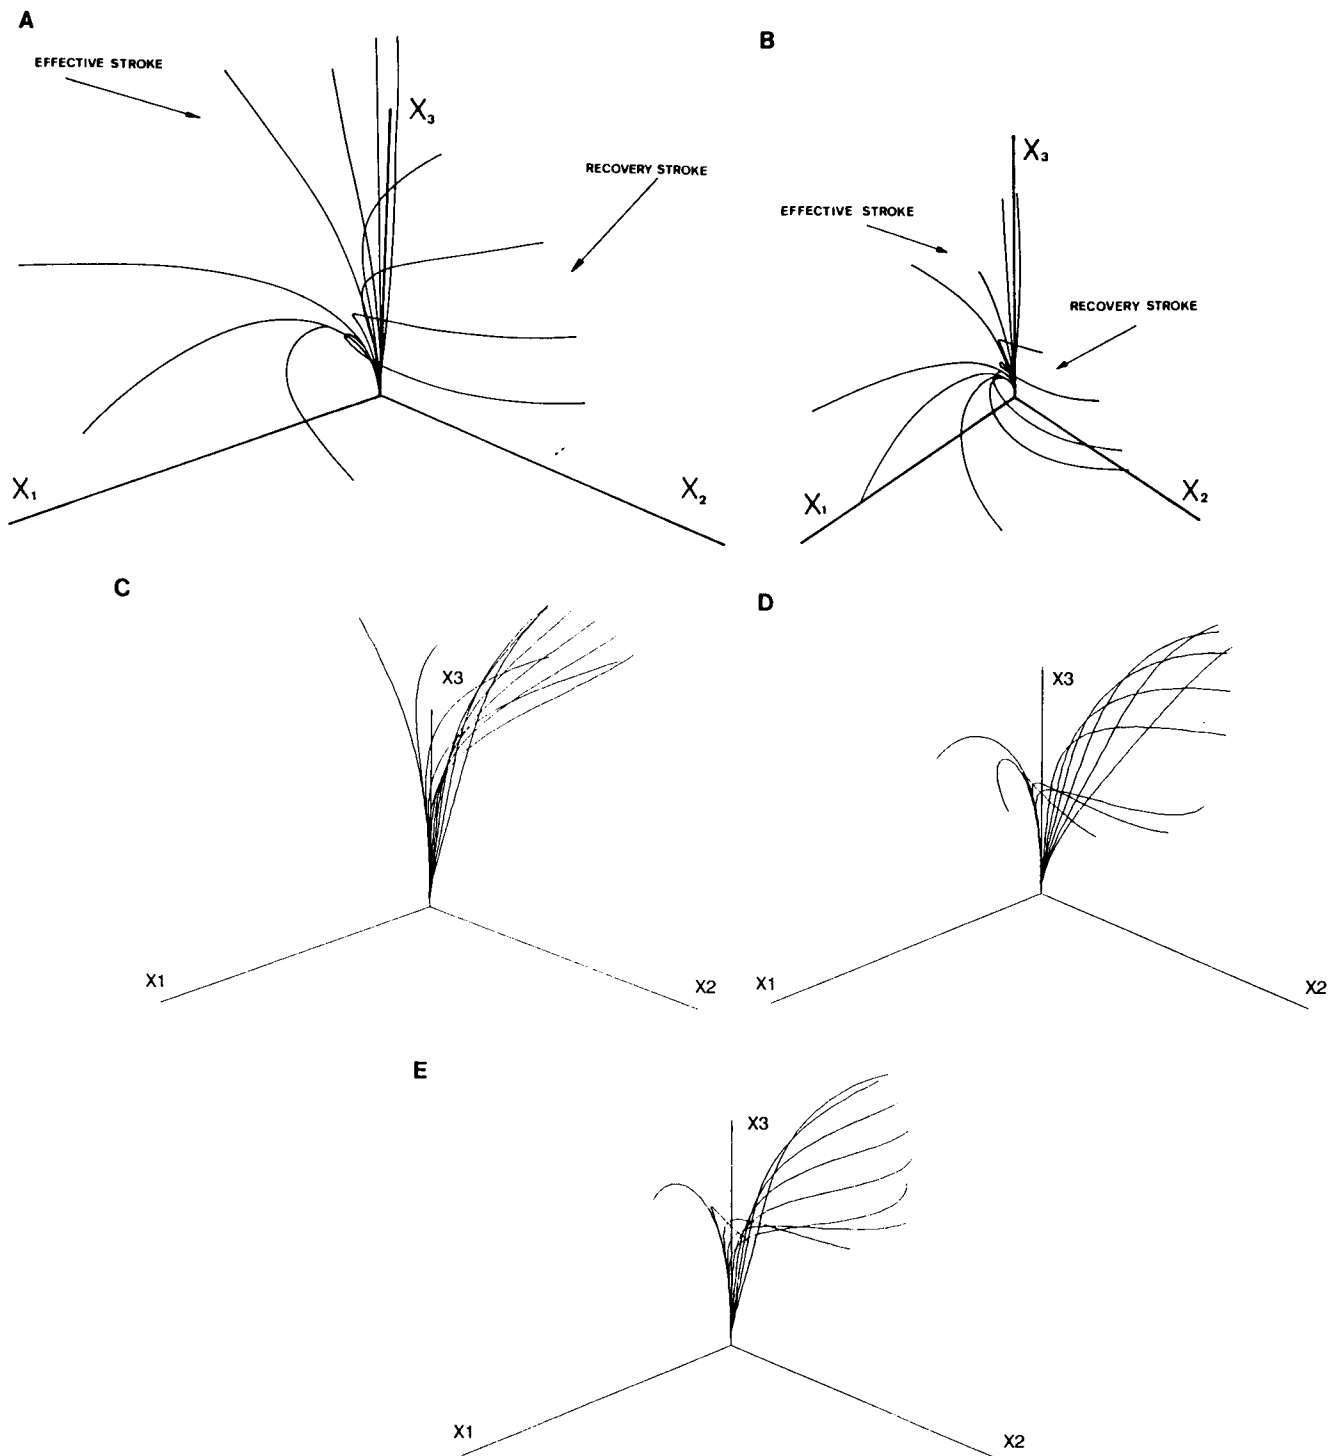 A
EFFECTIVE STROKE
X₃
RECOVERY STROKE
X₁
X₂
B
X₃
EFFECTIVE STROKE
RECOVERY STROKE
X₁
X₂
C
X3
X1
X2
D
X3
X1
X2
E
X3
X1
X2